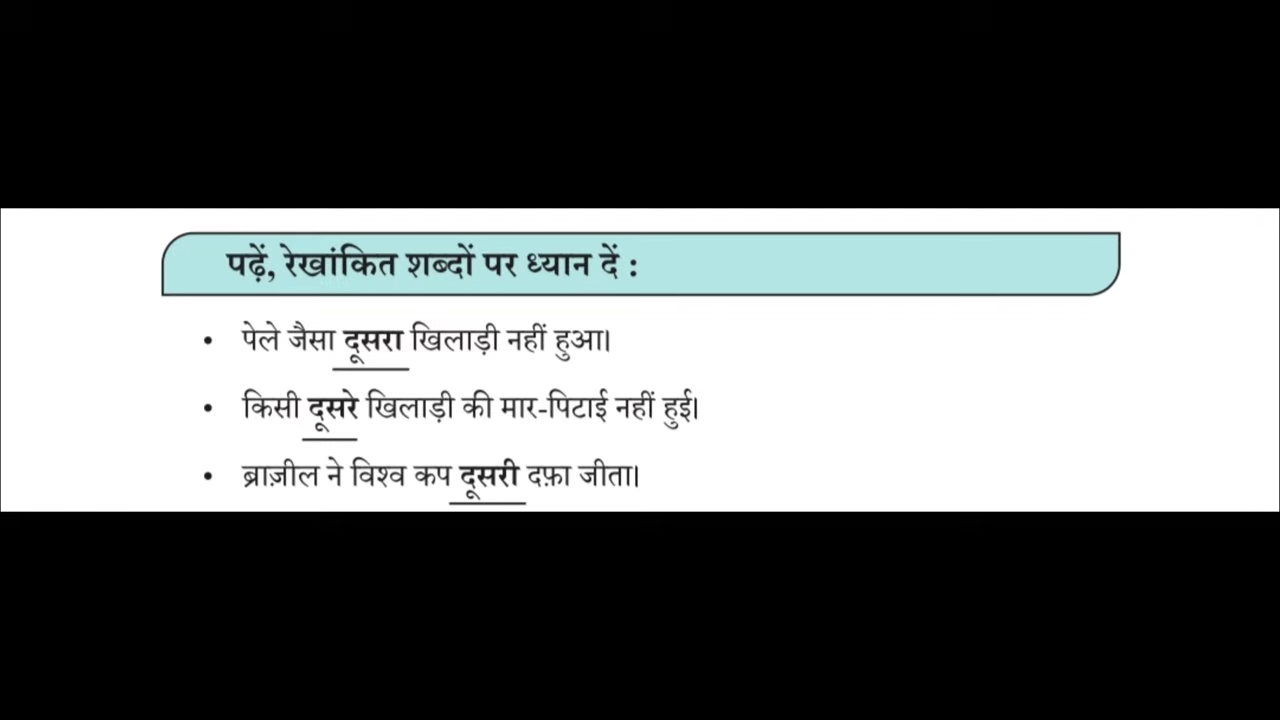 पढ़ें, रेखांकित शब्दों पर ध्यान दें :
• पेले जैसा दूसरा खिलाड़ी नहीं हुआ।
• किसी दूसरे खिलाड़ी की मार-पिटाई नहीं हुई।
• ब्राज़ील ने विश्व कप दूसरी दफ़ा जीता।